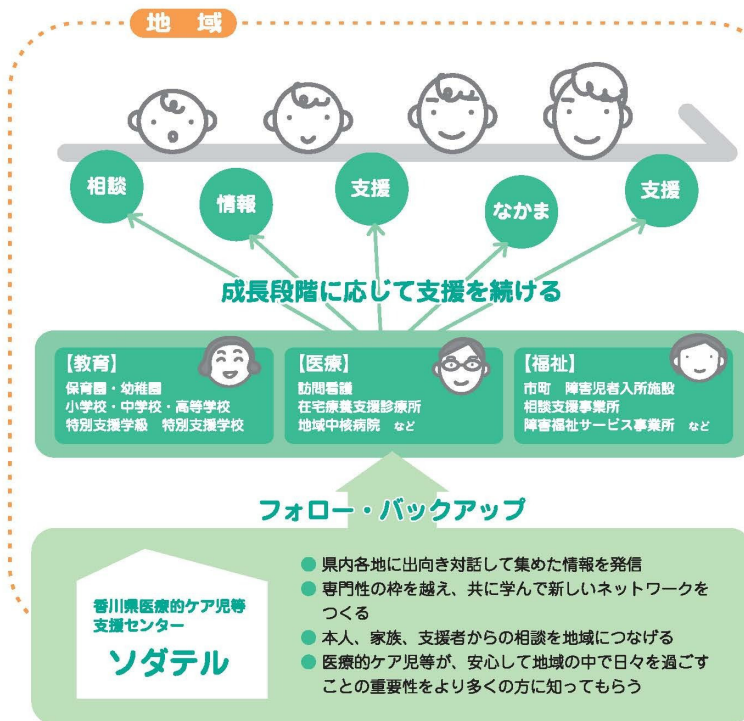 地 域
相談
情報
支援
なかま
支援
成長段階に応じて支援を続ける
【教育】
保育園・幼稚園
小学校・中学校・高等学校
特別支援学級 特別支援学校
【医療】
訪問看護
在宅療養支援診療所
地域中核病院 など
【福祉】
市町 障害児者入所施設
相談支援事業所
障害福祉サービス事業所 など
フォロー・バックアップ
香川県医療的ケア児等
支援センター
ソダテル
● 県内各地に出向き対話して集めた情報を発信
● 専門性の枠を越え、共に学んで新しいネットワークを
つくる
● 本人、家族、支援者からの相談を地域につなげる
● 医療的ケア児等が、安心して地域の中で日々を過ごす
ことの重要性をより多くの方に知ってもらう